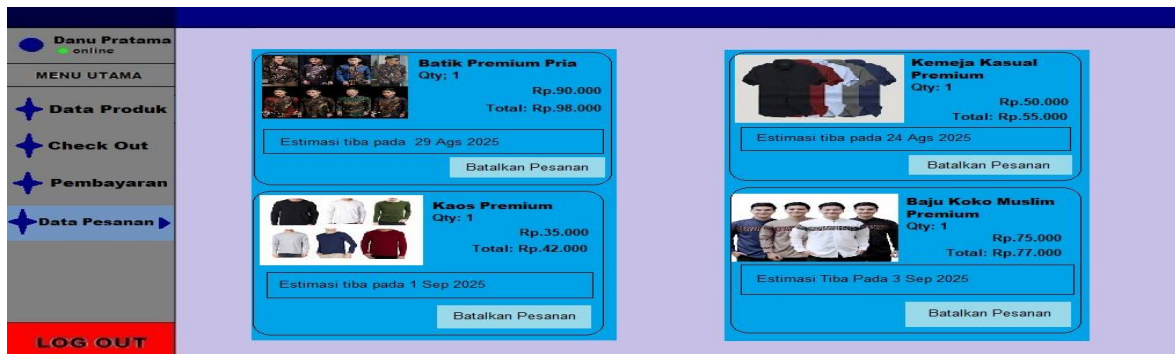 Danu Pratama
online
MENU UTAMA
Data Produk
Check Out
Pembayaran
Data Pesanan
LOG OUT
Batik Premium Pria
Qty: 1
Rp.90.000
Total: Rp.98.000
Estimasi tiba pada 29 Ags 2025
Batalkan Pesanan
Kaos Premium
Qty: 1
Rp.35.000
Total: Rp.42.000
Estimasi tiba pada 1 Sep 2025
Batalkan Pesanan
Kemeja Kasual
Premium
Qty: 1
Rp.50.000
Total: Rp.55.000
Estimasi tiba pada 24 Ags 2025
Batalkan Pesanan
Baju Koko Muslim
Premium
Qty: 1
Rp.75.000
Total: Rp.77.000
Estimasi Tiba Pada 3 Sep 2025
Batalkan Pesanan